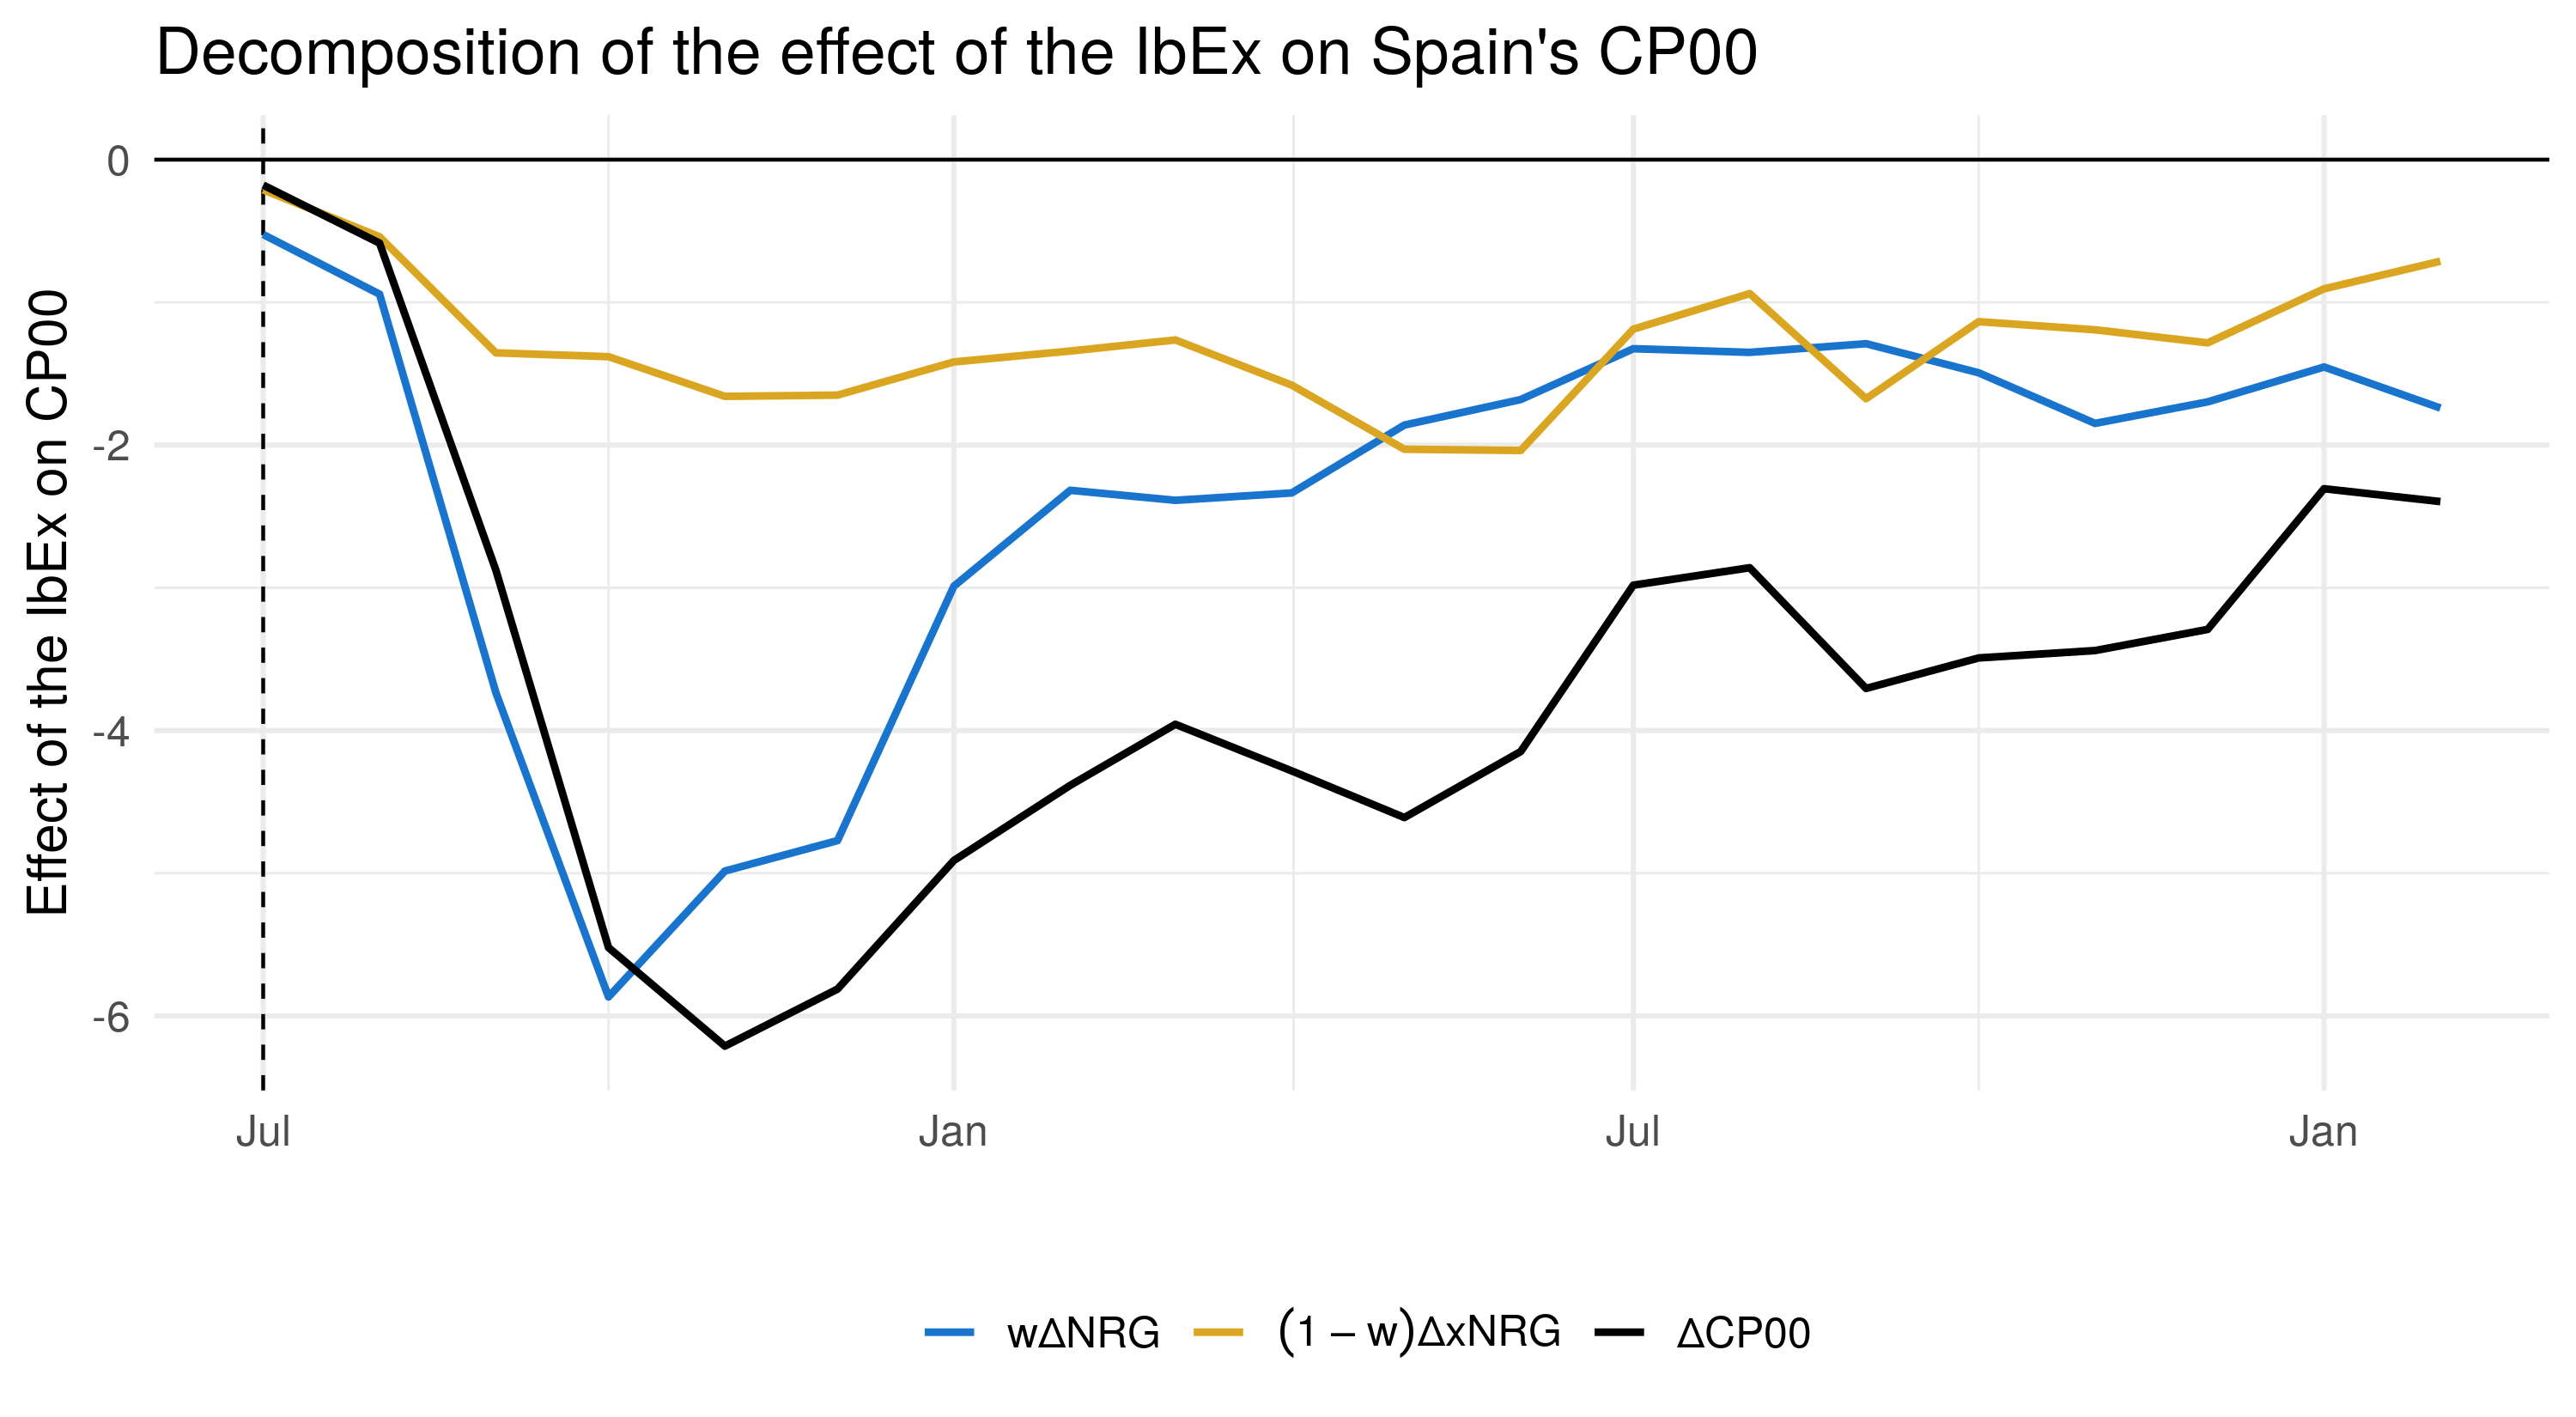 Decomposition of the effect of the IbEx on Spain's CP00
Effect of the IbEx on CP00
0
-2
-4
-6
Jul Jan Jul Jan
wΔNRG (1 − w)ΔxNRG ΔCP00